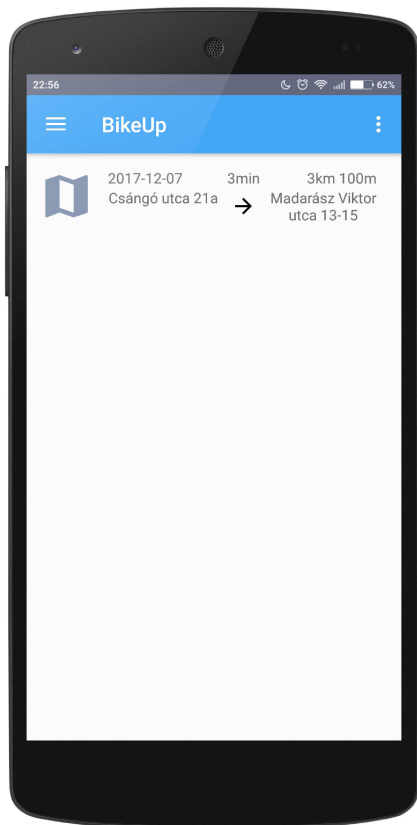 22:56 62%
BikeUp
2017-12-07 3min 3km 100m
Csángó utca 21a Madarász Viktor
utca 13-15